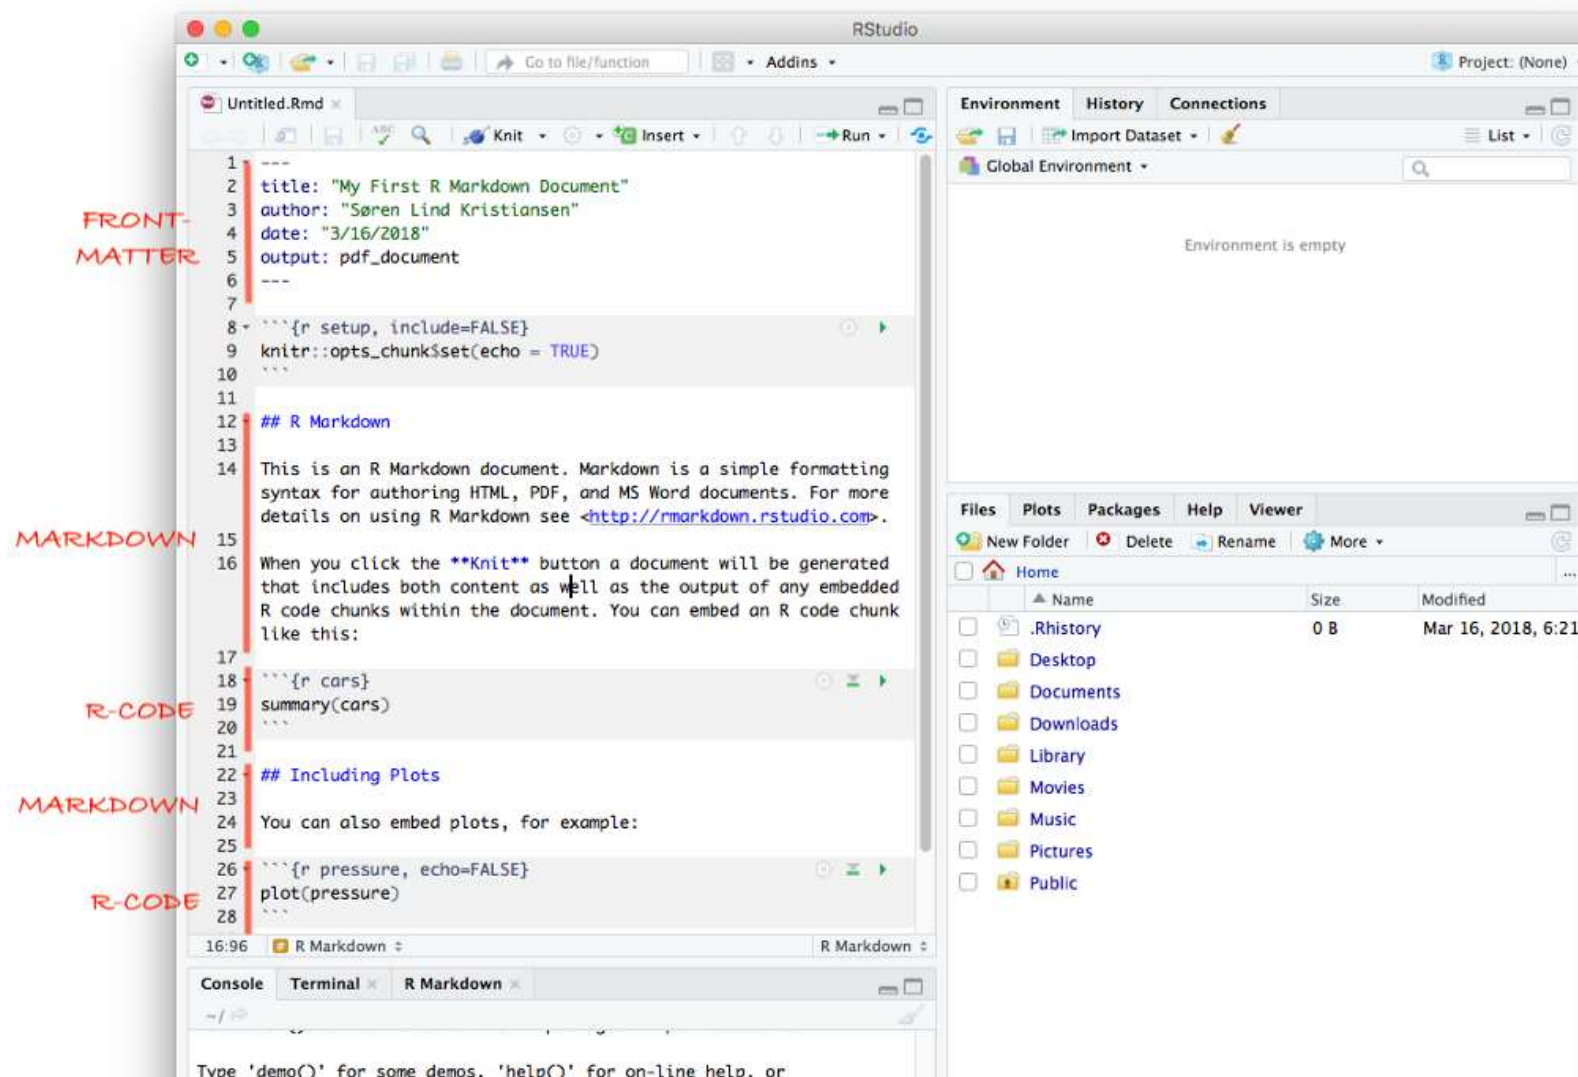 RStudio
Go to file/function
Addins
Project: (None)
Untitled.Rmd
ABC
Knit
Insert
Run
1 ---
2 title: "My First R Markdown Document"
3 author: "Søren Lind Kristiansen"
4 date: "3/16/2018"
5 output: pdf_document
6 ---
7
FRONT-
MATTER
8 ```{r setup, include=FALSE}
9 knitr::opts_chunk$set(echo = TRUE)
10 ```
11
12 ## R Markdown
13
14 This is an R Markdown document. Markdown is a simple formatting
syntax for authoring HTML, PDF, and MS Word documents. For more
details on using R Markdown see <http://rmarkdown.rstudio.com>.
15
16 When you click the **Knit** button a document will be generated
that includes both content as well as the output of any embedded
R code chunks within the document. You can embed an R code chunk
like this:
17
MARKDOWN
18 ```{r cars}
19 summary(cars)
20 ```
21
R-CODE
22 ## Including Plots
23
24 You can also embed plots, for example:
25
MARKDOWN
26 ```{r pressure, echo=FALSE}
27 plot(pressure)
28 ```
R-CODE
16:96 R Markdown R Markdown
Console Terminal R Markdown
~/
Type 'demo()' for some demos, 'help()' for on-line help, or
Environment History Connections
Import Dataset List
Global Environment
Environment is empty
Files Plots Packages Help Viewer
New Folder Delete Rename More
Home ...
Name Size Modified
.Rhistory 0 B Mar 16, 2018, 6:21
Desktop
Documents
Downloads
Library
Movies
Music
Pictures
Public